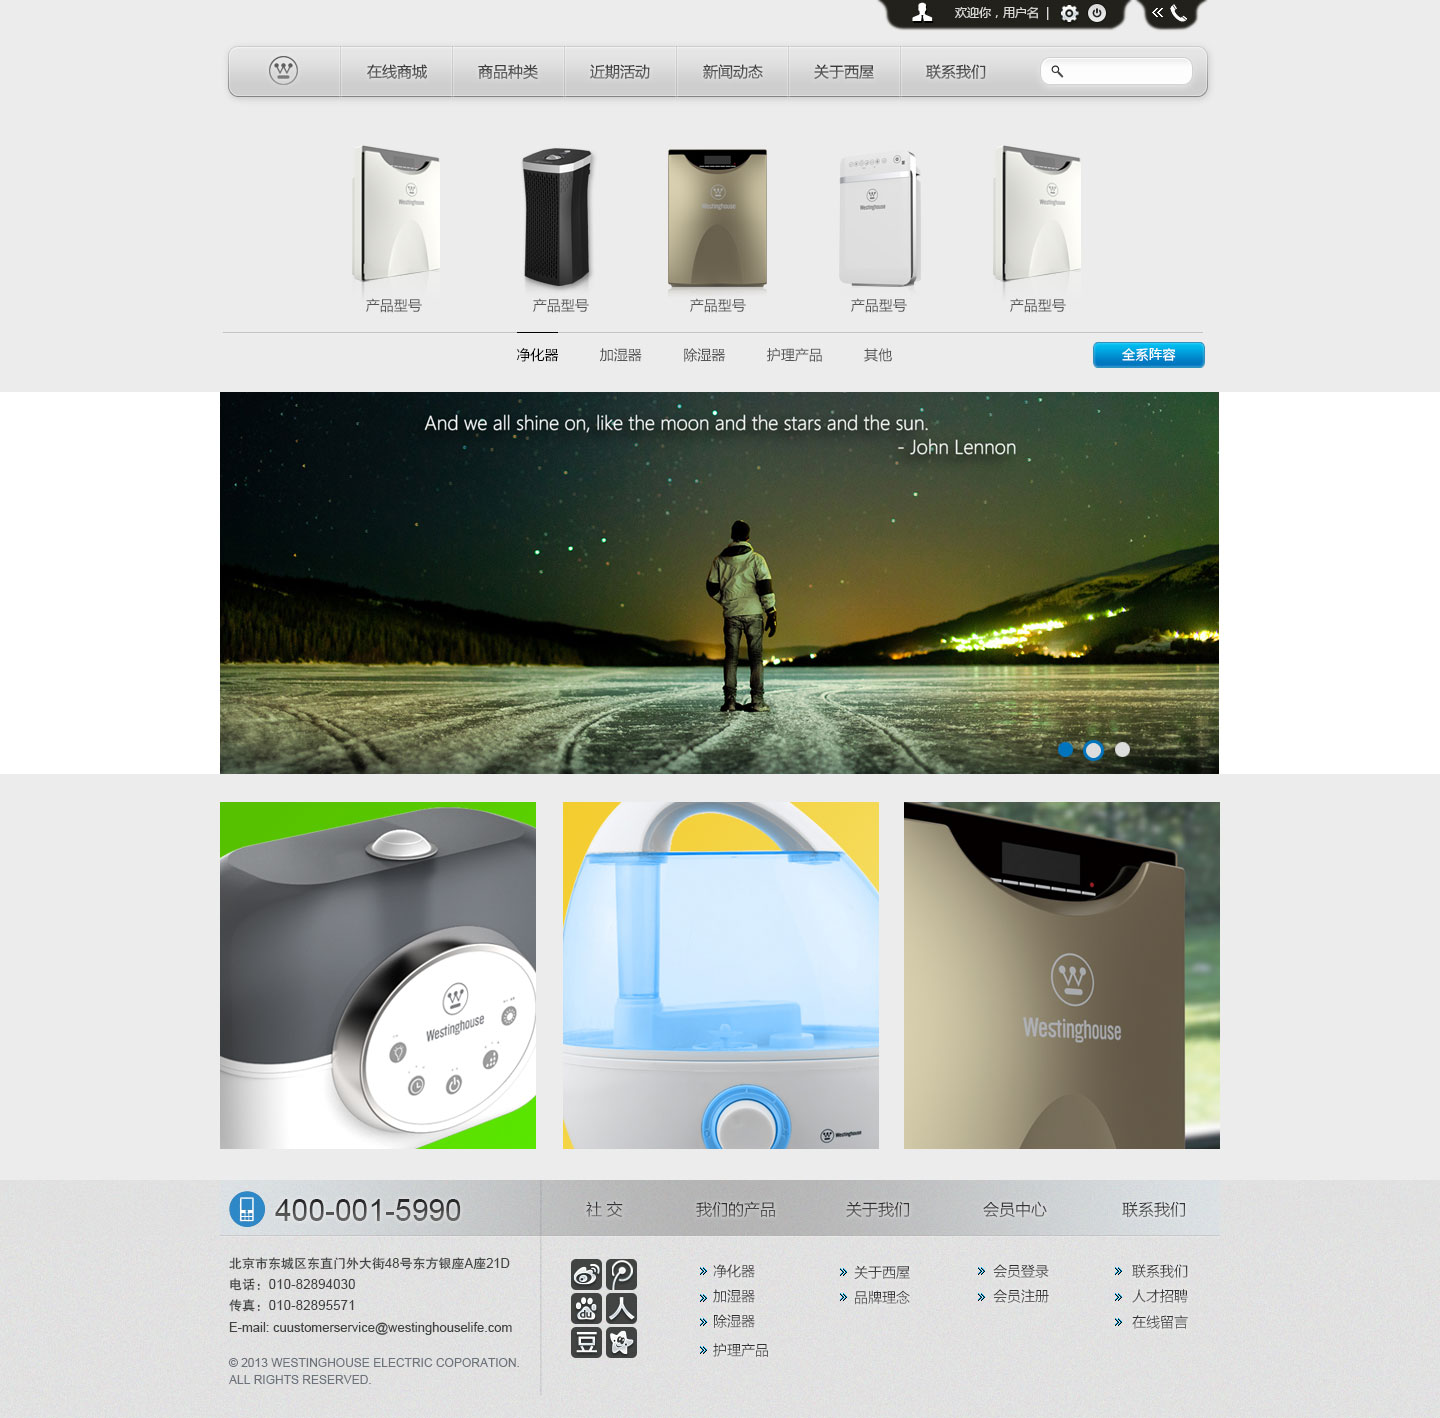 欢迎你，用户名 |
在线商城 商品种类 近期活动 新闻动态 关于西屋 联系我们
Westinghouse Westinghouse Westinghouse Westinghouse
产品型号 产品型号 产品型号 产品型号 产品型号
净化器 加湿器 除湿器 护理产品 其他 全系阵容
And we all shine on, like the moon and the stars and the sun.
- John Lennon
Westinghouse
Westinghouse
Westinghouse
400-001-5990 社 交 我们的产品 关于我们 会员中心 联系我们
北京市东城区东直门外大街48号东方银座A座21D
电话：010-82894030
传真：010-82895571
E-mail: cuustomerservice@westinghouselife.com
© 2013 WESTINGHOUSE ELECTRIC COPORATION.
ALL RIGHTS RESERVED.
du
人
豆
净化器
加湿器
除湿器
护理产品
关于西屋
品牌理念
会员登录
会员注册
联系我们
人才招聘
在线留言